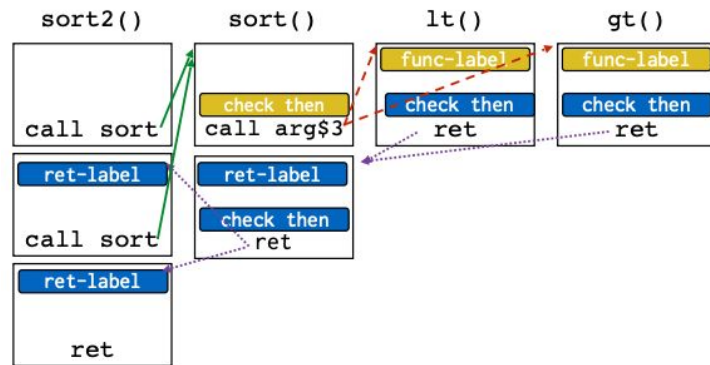 sort2()
sort()
lt()
gt()
func-label
func-label
check then
check then
check then
call sort
call arg$3
ret
ret
ret-label
ret-label
check then
call sort
ret
ret-label
ret